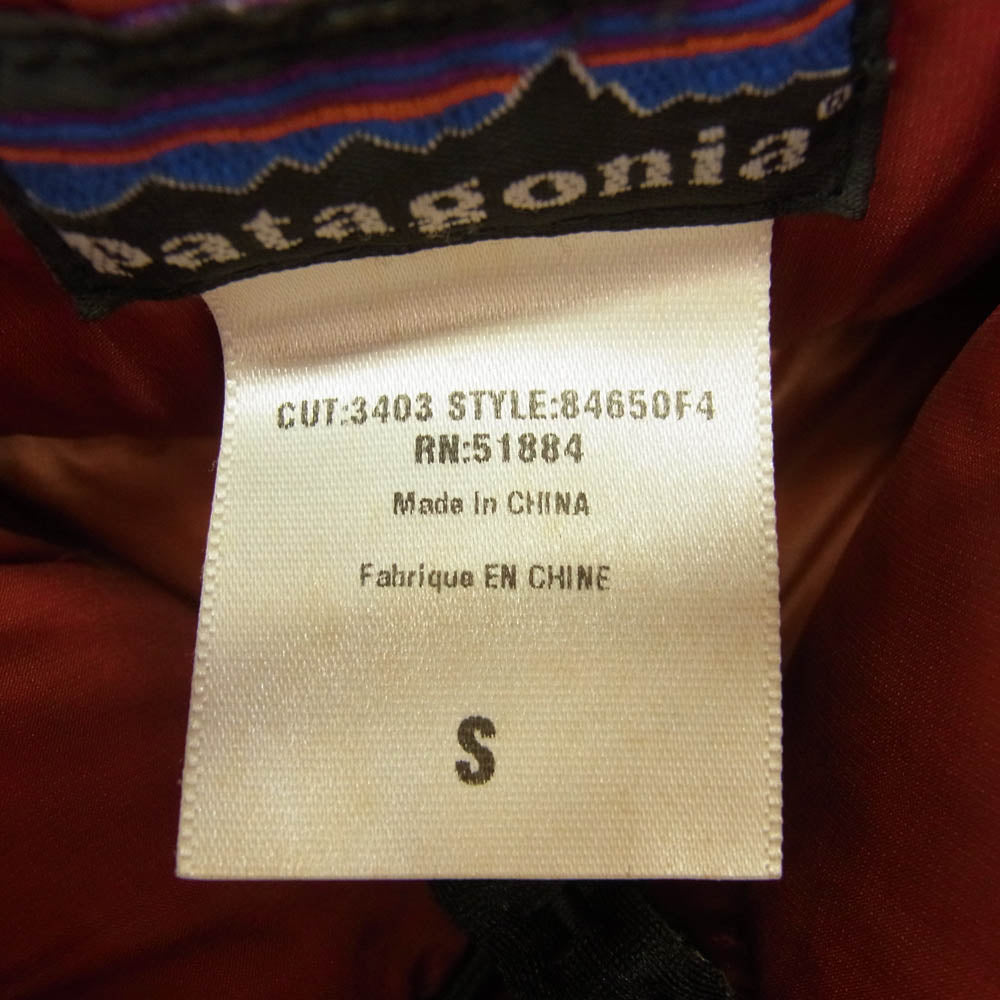 patagonia®
CUT:3403 STYLE:84650F4
RN:51884
Made In CHINA
Fabrique EN CHINE
S